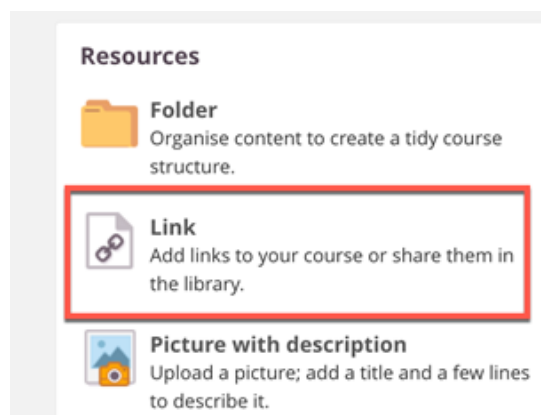 Resources
Folder
Organise content to create a tidy course
structure.
Link
Add links to your course or share them in
the library.
Picture with description
Upload a picture; add a title and a few lines
to describe it.